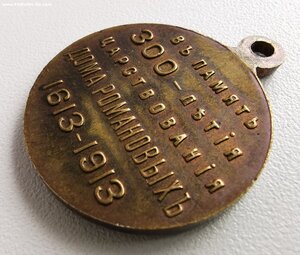 ВЪ ПАМЯТЬ
300-ЛѢТІЯ
ЦАРСТВОВАНІЯ
ДОМА РОМАНОВЫХЪ
1613-1913